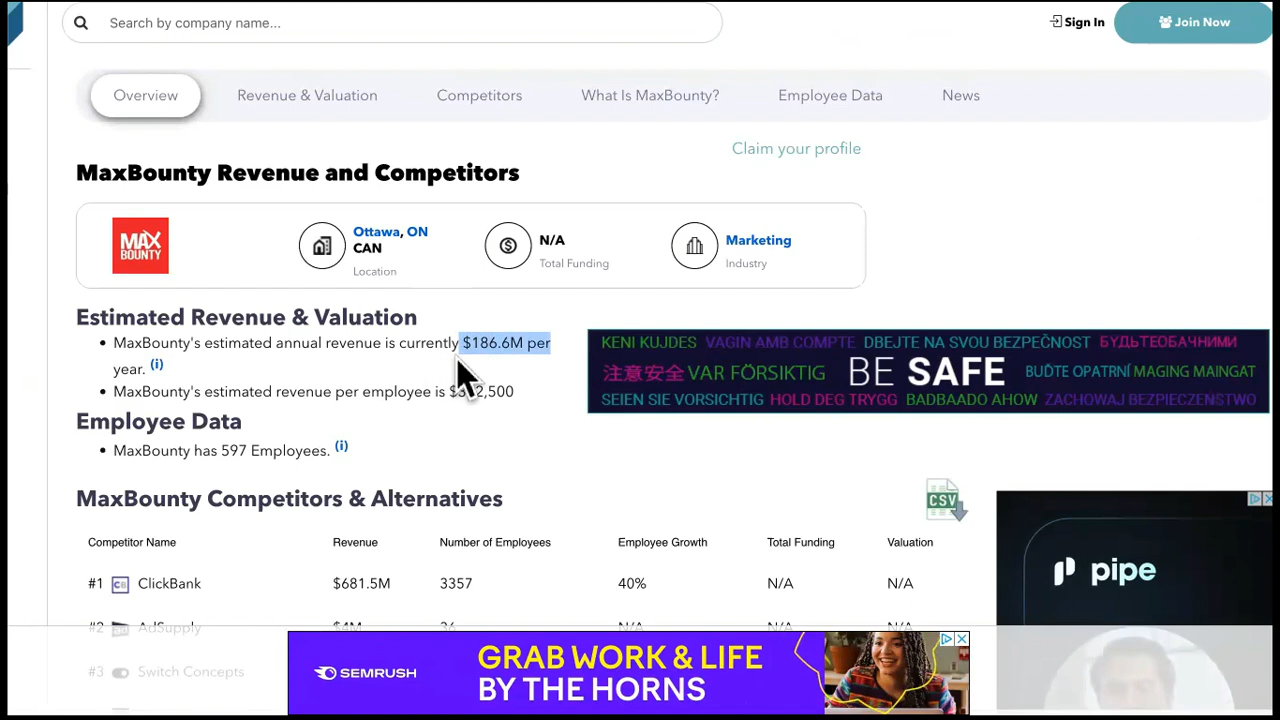 Search by company name...
Sign In
Join Now
Overview
Revenue & Valuation
Competitors
What Is MaxBounty?
Employee Data
News
Claim your profile
MaxBounty Revenue and Competitors
MAX
BOUNTY
Ottawa, ON
CAN
Location
N/A
Total Funding
Marketing
Industry
Estimated Revenue & Valuation
• MaxBounty's estimated annual revenue is currently $186.6M per
year. (i)
• MaxBounty's estimated revenue per employee is 2,500
KENI KUJDES VAGIN AMB COMPTE DBEJTE NA SVOU BEZPEČNOST БУДЬТЕОБАЧНИМИ
注意安全 VAR FÖRSIKTIG BE SAFE BUĎTE OPATRNÍ MAGING MAINGAT
SEIEN SIE VORSICHTIG HOLD DEG TRYGG BADBAADO AHOW ZACHOWAJ BEZPIECZEŃSTWO
Employee Data
• MaxBounty has 597 Employees. (i)
MaxBounty Competitors & Alternatives
CSV
Competitor Name Revenue Number of Employees Employee Growth Total Funding Valuation
#1 CB ClickBank $681.5M 3357 40% N/A N/A
#2 AdSupply $4M 36 N/A N/A N/A
#3 Switch Concepts
pipe
SEMRUSH
GRAB WORK & LIFE
BY THE HORNS